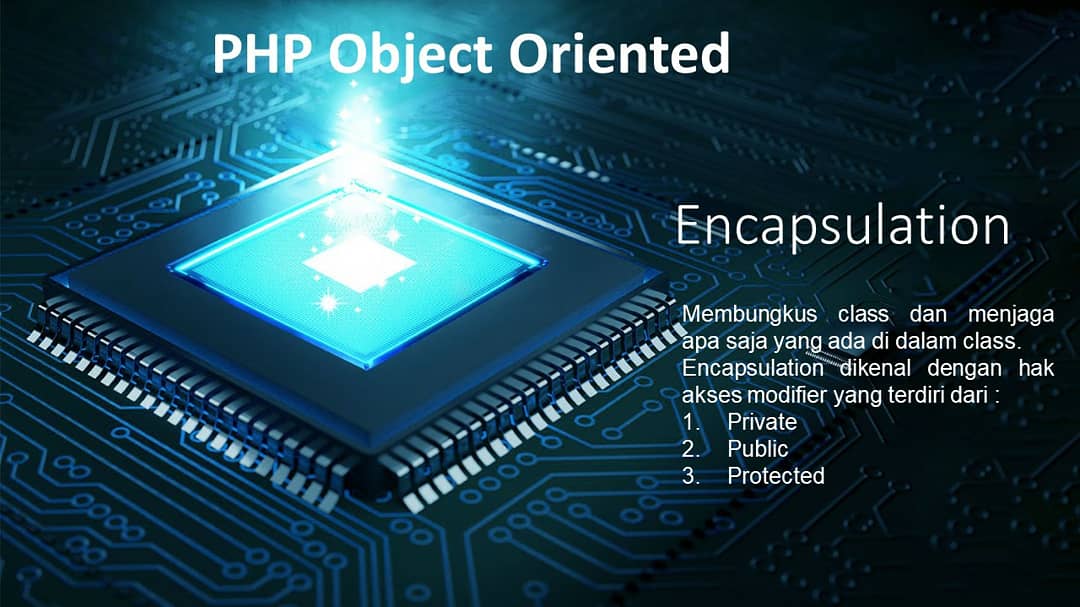 PHP Object Oriented
Encapsulation
Membungkus class dan menjaga
apa saja yang ada di dalam class.
Encapsulation dikenal dengan hak
akses modifier yang terdiri dari :
1. Private
2. Public
3. Protected